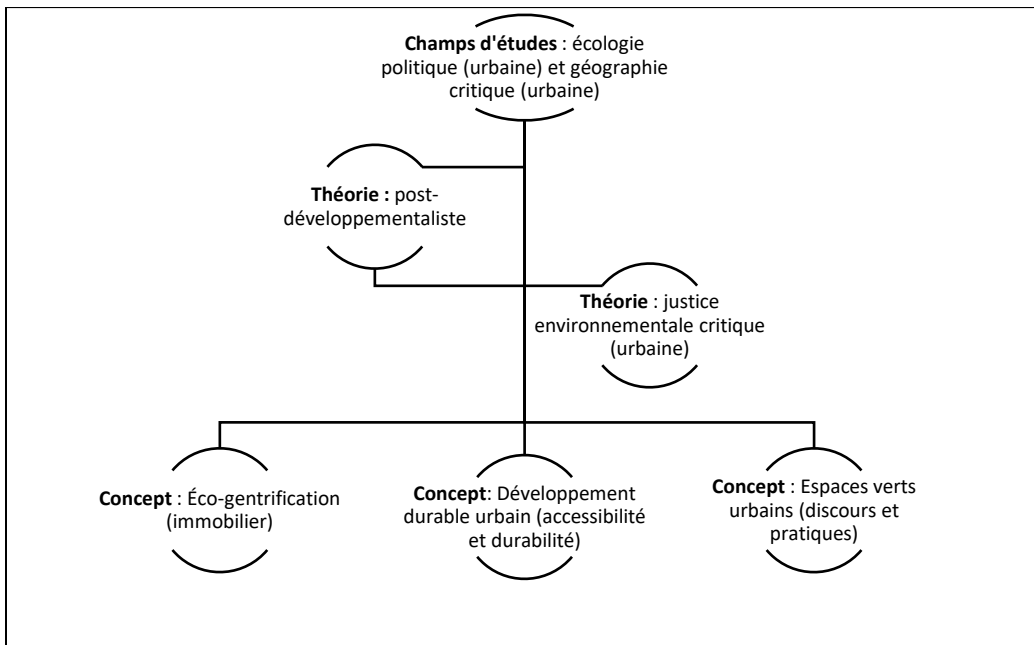 Champs d'études : écologie
politique (urbaine) et géographie
critique (urbaine)
Théorie : post-
développementaliste
Théorie : justice
environnementale critique
(urbaine)
Concept : Éco-gentrification
(immobilier)
Concept: Développement
durable urbain (accessibilité
et durabilité)
Concept : Espaces verts
urbains (discours et
pratiques)